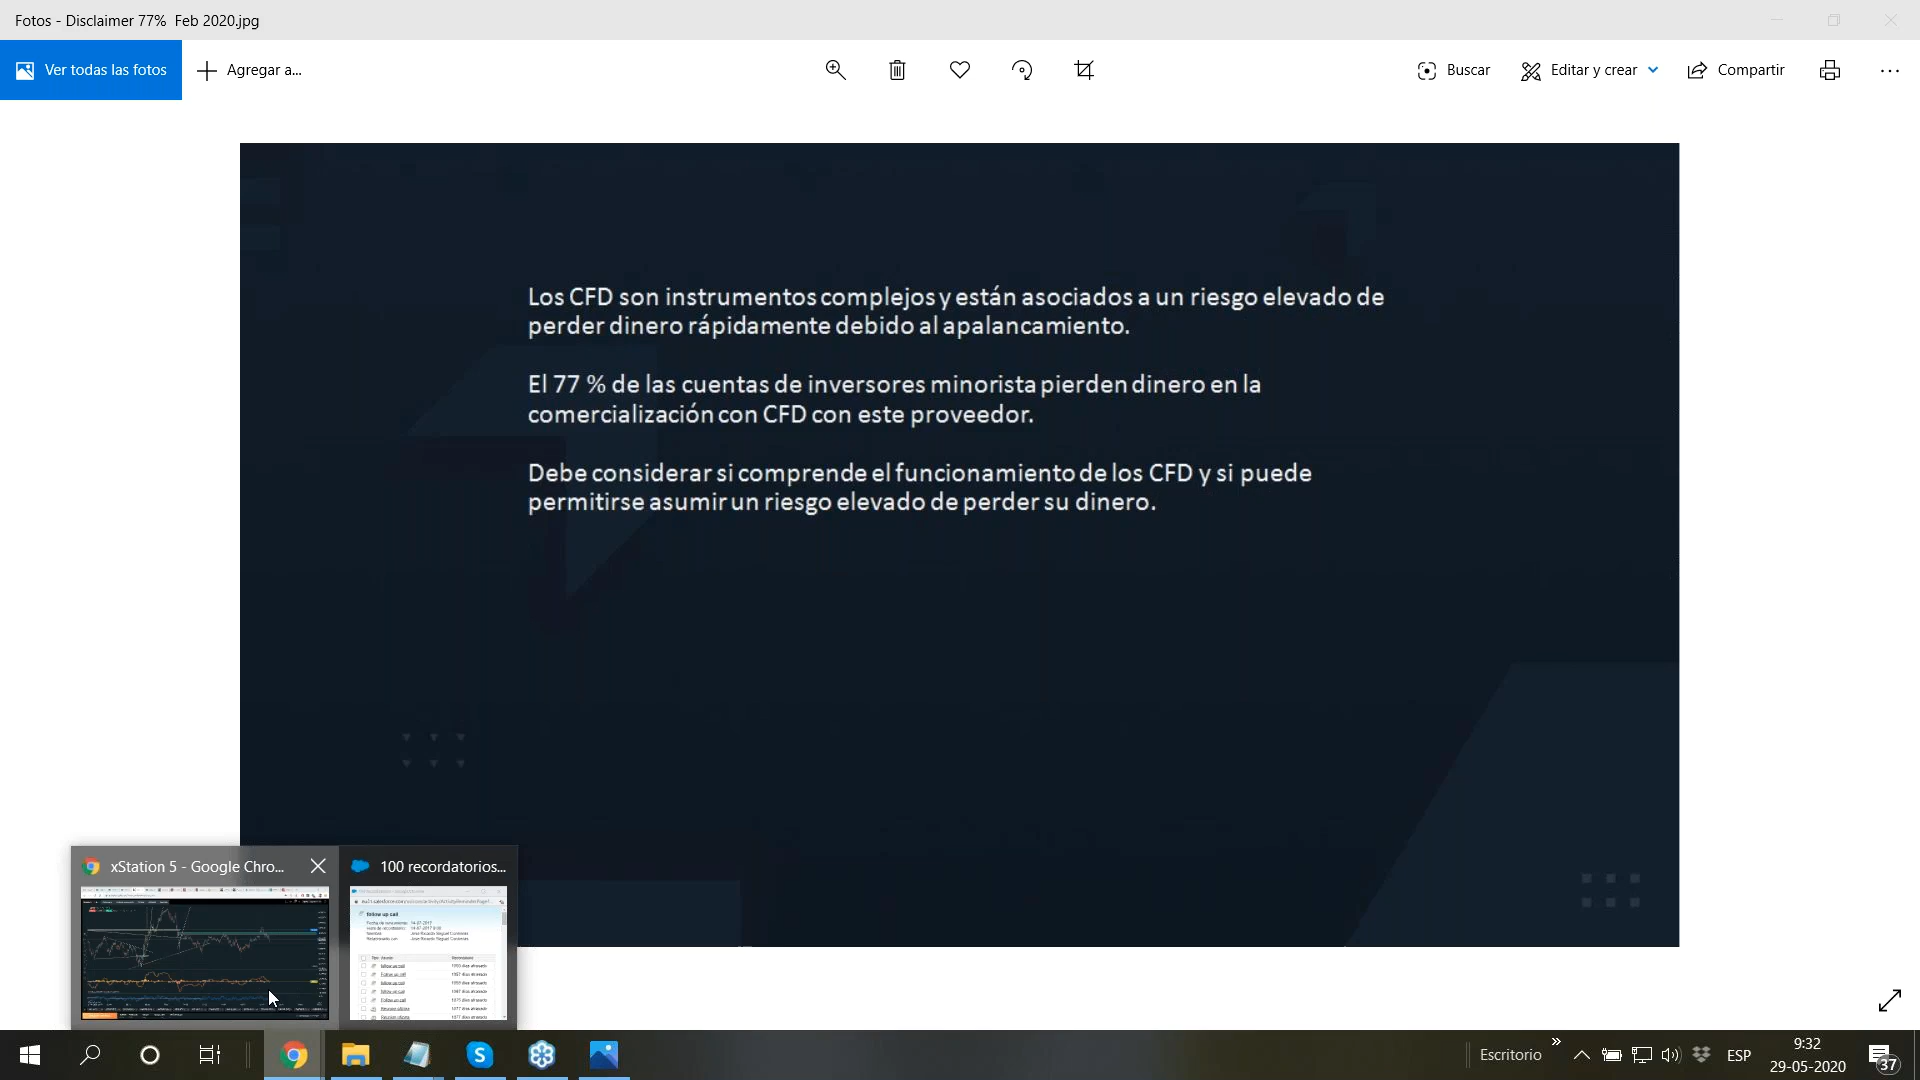 Fotos - Disclaimer 77%  Feb 2020.jpg
Ver todas las fotos
Agregar a...
Buscar
Editar y crear
Compartir
Los CFD son instrumentos complejos y están asociados a un riesgo elevado de
perder dinero rápidamente debido al apalancamiento.
El 77 % de las cuentas de inversores minorista pierden dinero en la
comercialización con CFD con este proveedor.
Debe considerar si comprende el funcionamiento de los CFD y si puede
permitirse asumir un riesgo elevado de perder su dinero.
xStation 5 - Google Chro...
100 recordatorios...
follow up call
Escritorio
ESP
9:32
29-05-2020
37